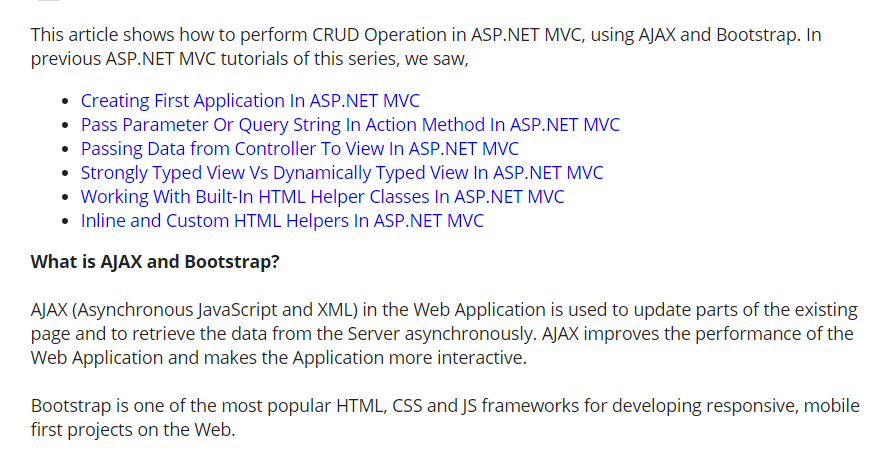 This article shows how to perform CRUD Operation in ASP.NET MVC, using AJAX and Bootstrap. In
previous ASP.NET MVC tutorials of this series, we saw,
• Creating First Application In ASP.NET MVC
• Pass Parameter Or Query String In Action Method In ASP.NET MVC
• Passing Data from Controller To View In ASP.NET MVC
• Strongly Typed View Vs Dynamically Typed View In ASP.NET MVC
• Working With Built-In HTML Helper Classes In ASP.NET MVC
• Inline and Custom HTML Helpers In ASP.NET MVC
What is AJAX and Bootstrap?
AJAX (Asynchronous JavaScript and XML) in the Web Application is used to update parts of the existing
page and to retrieve the data from the Server asynchronously. AJAX improves the performance of the
Web Application and makes the Application more interactive.
Bootstrap is one of the most popular HTML, CSS and JS frameworks for developing responsive, mobile
first projects on the Web.